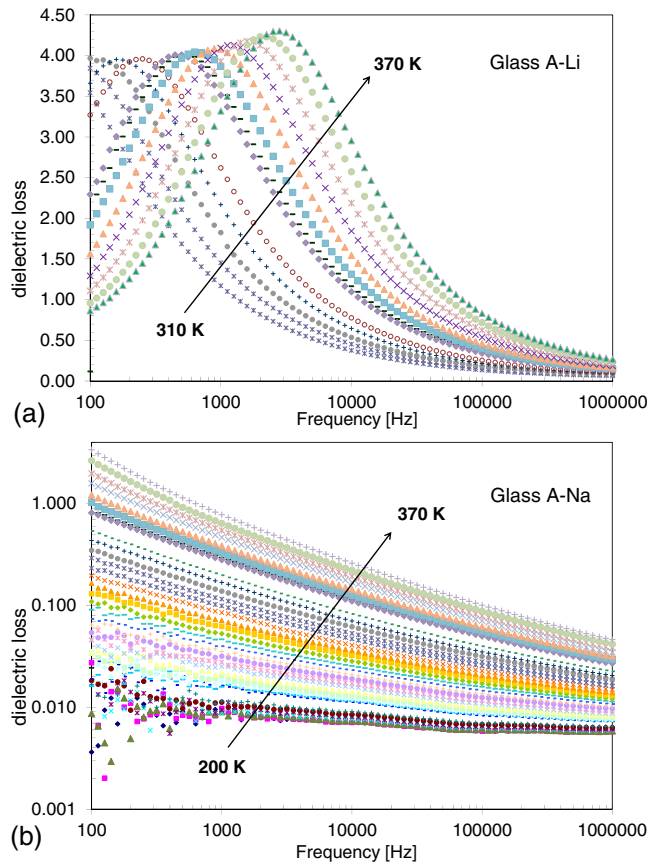 4.50
4.00
3.50
3.00
2.50
2.00
1.50
1.00
0.50
0.00
dielectric loss
Glass A-Li
370 K
310 K
100 1000 10000 100000 1000000
Frequency [Hz]
(a)
1.000
0.100
0.010
0.001
dielectric loss
Glass A-Na
370 K
200 K
100 1000 10000 100000 1000000
Frequency [Hz]
(b)